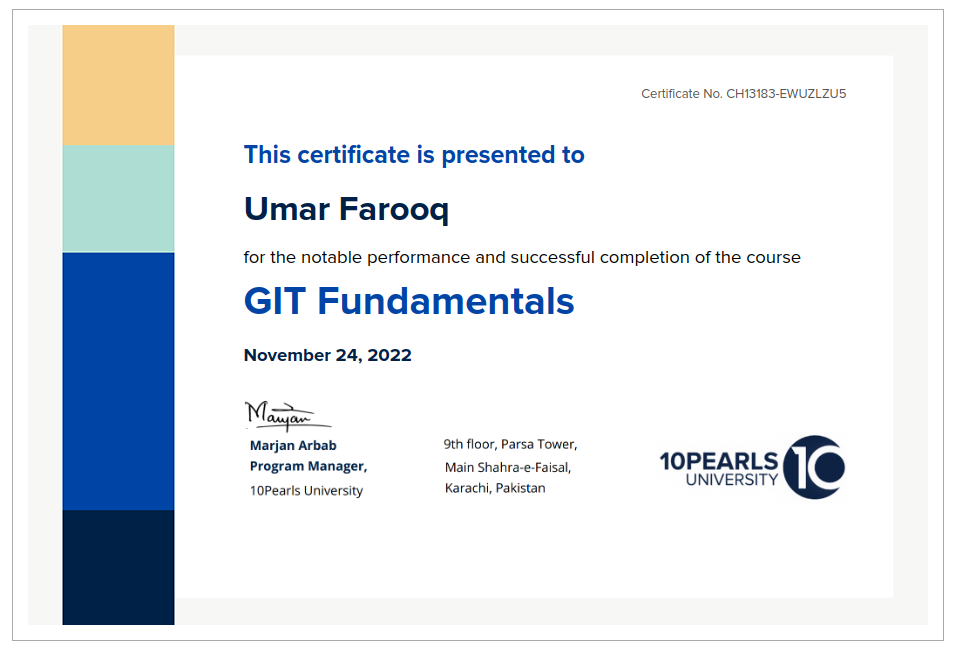 Certificate No. CH13183-EWUZLZU5
This certificate is presented to
Umar Farooq
for the notable performance and successful completion of the course
GIT Fundamentals
November 24, 2022
Marjan
Marjan Arbab
Program Manager,
10Pearls University
9th floor, Parsa Tower,
Main Shahra-e-Faisal,
Karachi, Pakistan
10PEARLS
UNIVERSITY
10